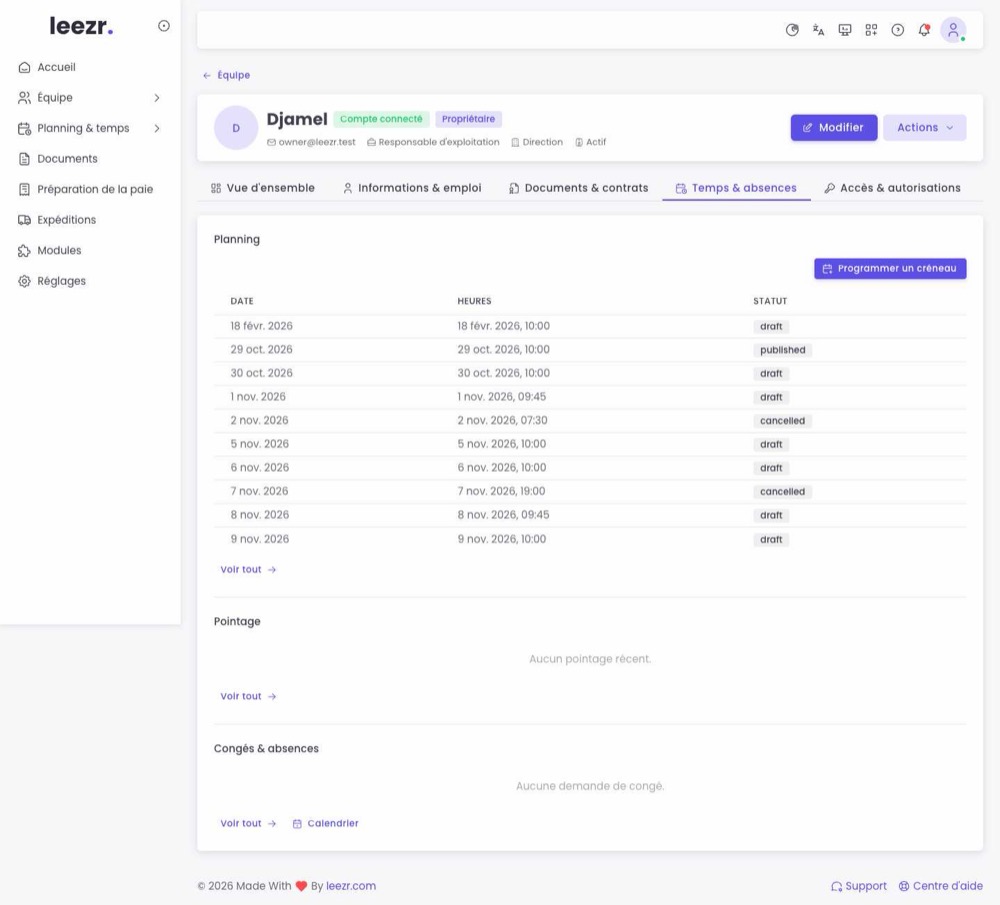 leezr.
Accueil
Équipe
Planning & temps
Documents
Préparation de la paie
Expéditions
Modules
Réglages
Équipe
D
Djamel Compte connecté Propriétaire
owner@leezr.test Responsable d'exploitation Direction Actif
Modifier
Actions
Vue d'ensemble Informations & emploi Documents & contrats Temps & absences Accès & autorisations
Planning
Programmer un créneau
DATE HEURES STATUT
18 févr. 2026 18 févr. 2026, 10:00 draft
29 oct. 2026 29 oct. 2026, 10:00 published
30 oct. 2026 30 oct. 2026, 10:00 draft
1 nov. 2026 1 nov. 2026, 09:45 draft
2 nov. 2026 2 nov. 2026, 07:30 cancelled
5 nov. 2026 5 nov. 2026, 10:00 draft
6 nov. 2026 6 nov. 2026, 10:00 draft
7 nov. 2026 7 nov. 2026, 19:00 cancelled
8 nov. 2026 8 nov. 2026, 09:45 draft
9 nov. 2026 9 nov. 2026, 10:00 draft
Voir tout →
Pointage
Aucun pointage récent.
Voir tout →
Congés & absences
Aucune demande de congé.
Voir tout → Calendrier
© 2026 Made With ❤ By leezr.com
Support Centre d'aide